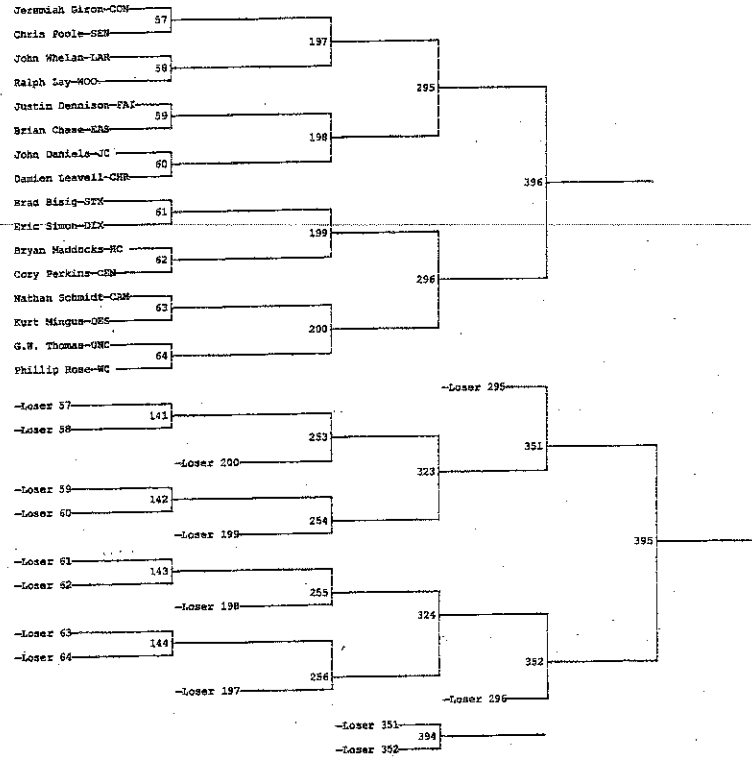 Jeremiah Giron-CON
57
Chris Poole-SEN
197
John Whelan-LAR
58
Ralph Lay-WOO
295
Justin Dennison-FAI
59
Brian Chase-EAS
198
John Daniels-JC
60
Damien Leavell-CHR
396
Brad Bisig-STX
61
Eric Simon-DIX
199
Bryan Maddocks-HC
62
Cory Perkins-CEN
296
Nathan Schmidt-CAM
63
Kurt Mingus-DES
200
G.W. Thomas-UNC
64
Phillip Rose-WC
-Loser 295
-Loser 57
141
-Loser 58
253
351
-Loser 200
323
-Loser 59
142
-Loser 60
254
-Loser 199
395
-Loser 61
143
-Loser 62
255
-Loser 198
324
-Loser 63
144
-Loser 64
352
256
-Loser 197
-Loser 296
-Loser 351
394
-Loser 352